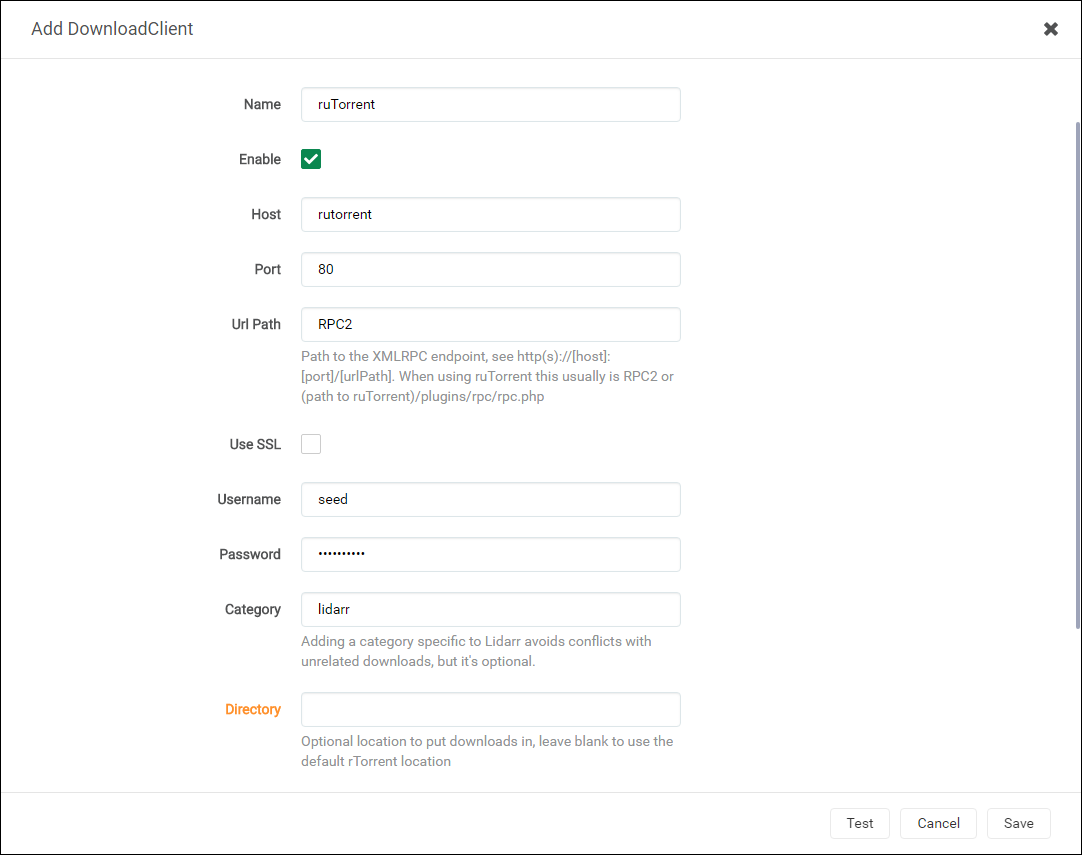 Add DownloadClient
Name
ruTorrent
Enable
Host
rutorrent
Port
80
Url Path
RPC2
Path to the XMLRPC endpoint, see http(s)://[host]:
[port]/[urlPath]. When using ruTorrent this usually is RPC2 or
(path to ruTorrent)/plugins/rpc/rpc.php
Use SSL
Username
seed
Password
••••••••••
Category
lidarr
Adding a category specific to Lidarr avoids conflicts with
unrelated downloads, but it's optional.
Directory
Optional location to put downloads in, leave blank to use the
default rTorrent location
Test
Cancel
Save